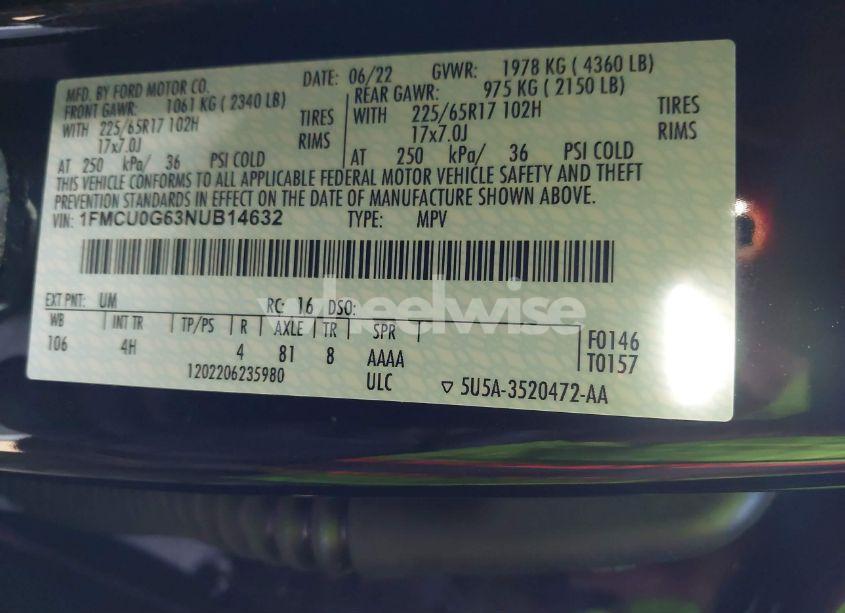 MFD. BY FORD MOTOR CO. DATE: 06/22 GVWR: 1978 KG ( 4360 LB)
FRONT GAWR: 1061 KG ( 2340 LB) REAR GAWR: 975 KG ( 2150 LB)
WITH 225/65R17 102H TIRES WITH 225/65R17 102H TIRES
17x7.0J RIMS 17x7.0J RIMS
AT 250 kPa/ 36 PSI COLD AT 250 kPa/ 36 PSI COLD
THIS VEHICLE CONFORMS TO ALL APPLICABLE FEDERAL MOTOR VEHICLE SAFETY AND THEFT
PREVENTION STANDARDS IN EFFECT ON THE DATE OF MANUFACTURE SHOWN ABOVE.
VIN: 1FMCU0G63NUB14632 TYPE: MPV
EXT PNT: UM RC: 16 DSO:
wheelwise
WB INT TR TP/PS R AXLE TR SPR F0146
106 4H 4 81 8 AAAA T0157
1202206235980 ULC ▽ 5U5A-3520472-AA